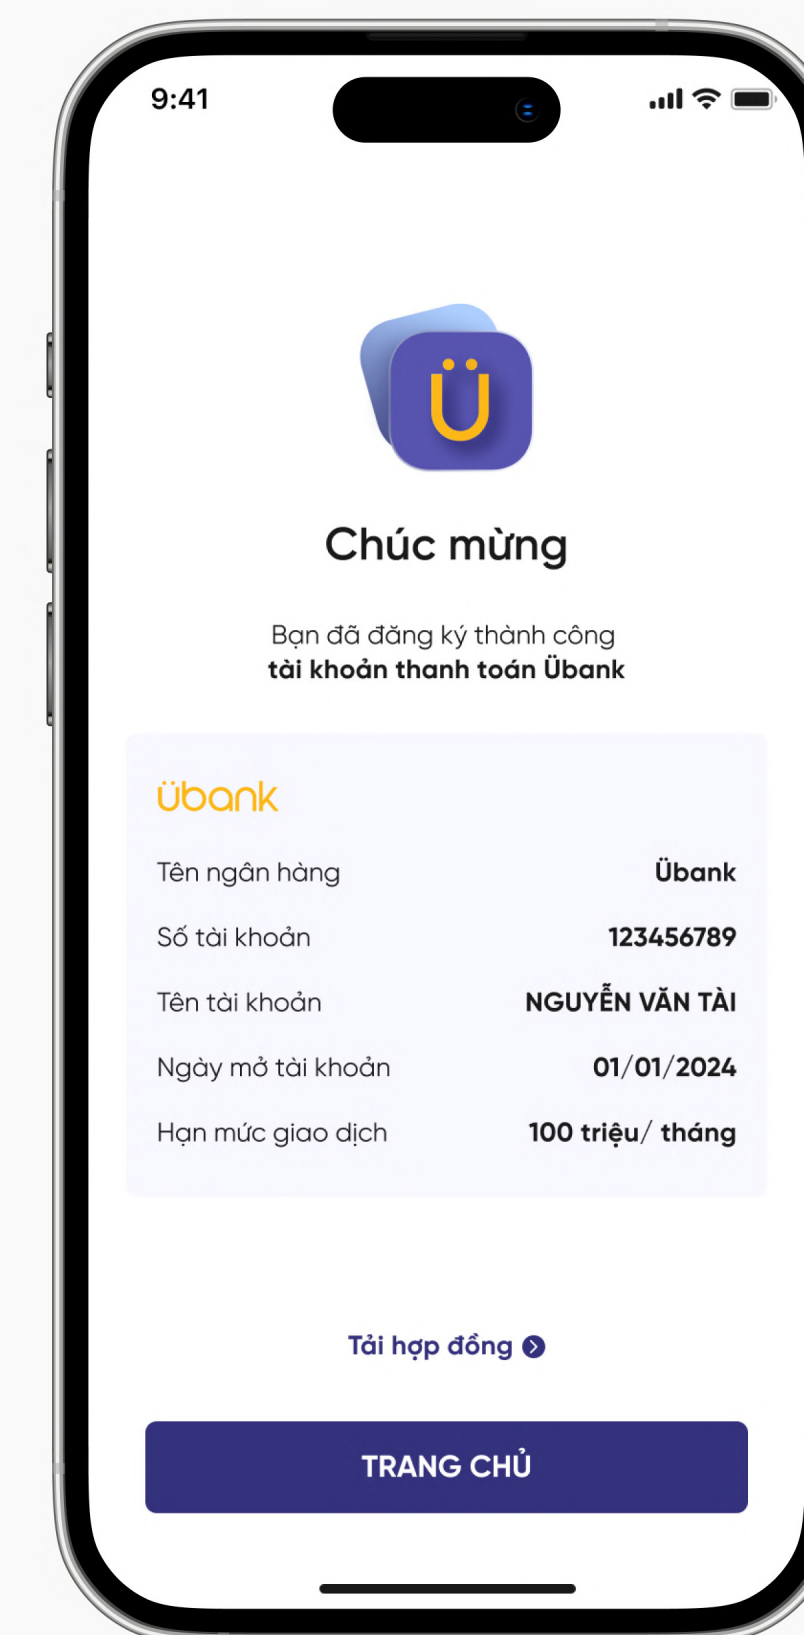 9:41
Ü
Chúc mừng
Bạn đã đăng ký thành công
tài khoản thanh toán Übank
übank
Tên ngân hàng Übank
Số tài khoản 123456789
Tên tài khoản NGUYỄN VĂN TÀI
Ngày mở tài khoản 01/01/2024
Hạn mức giao dịch 100 triệu/ tháng
Tải hợp đồng
TRANG CHỦ